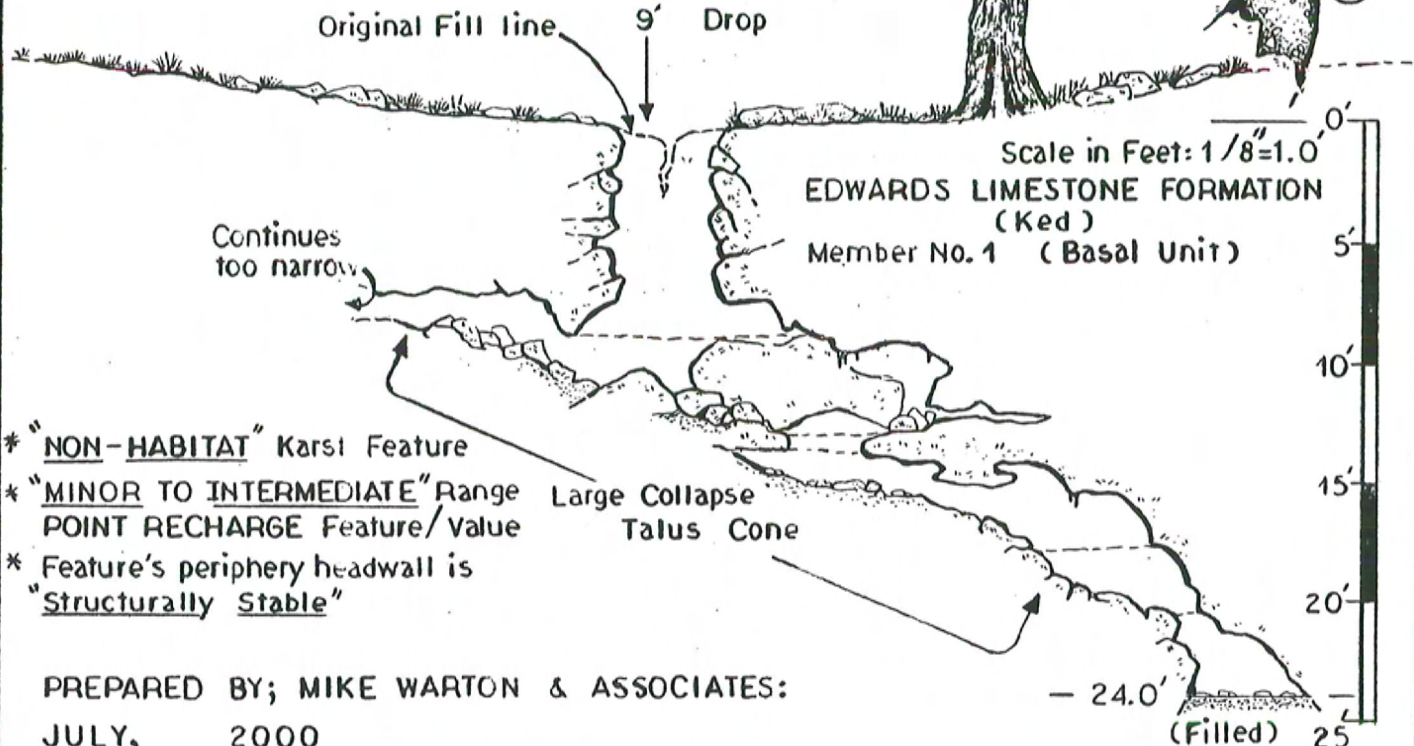 Original Fill line
9' Drop
0'
Scale in Feet: 1/8"=1.0'
EDWARDS LIMESTONE FORMATION
(Ked)
Member No. 1 (Basal Unit)
5'
Continues
too narrow
10'
* "NON-HABITAT" Karst Feature
* "MINOR TO INTERMEDIATE" Range
POINT RECHARGE Feature/Value
* Feature's periphery headwall is
"Structurally Stable"
Large Collapse
Talus Cone
15'
20'
PREPARED BY; MIKE WARTON & ASSOCIATES:
JULY, 2000
- 24.0'
(Filled)
25'